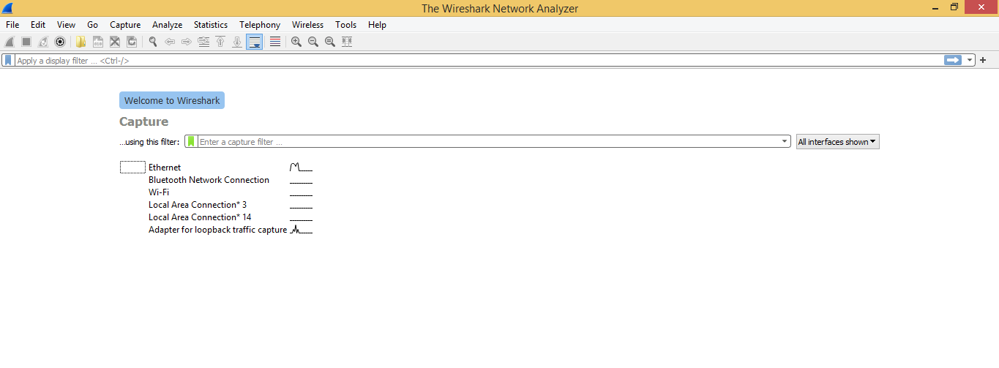 The Wireshark Network Analyzer
File Edit View Go Capture Analyze Statistics Telephony Wireless Tools Help
Apply a display filter ... <Ctrl-/>
Welcome to Wireshark
Capture
...using this filter: Enter a capture filter ... All interfaces shown
Ethernet
Bluetooth Network Connection
Wi-Fi
Local Area Connection* 3
Local Area Connection* 14
Adapter for loopback traffic capture